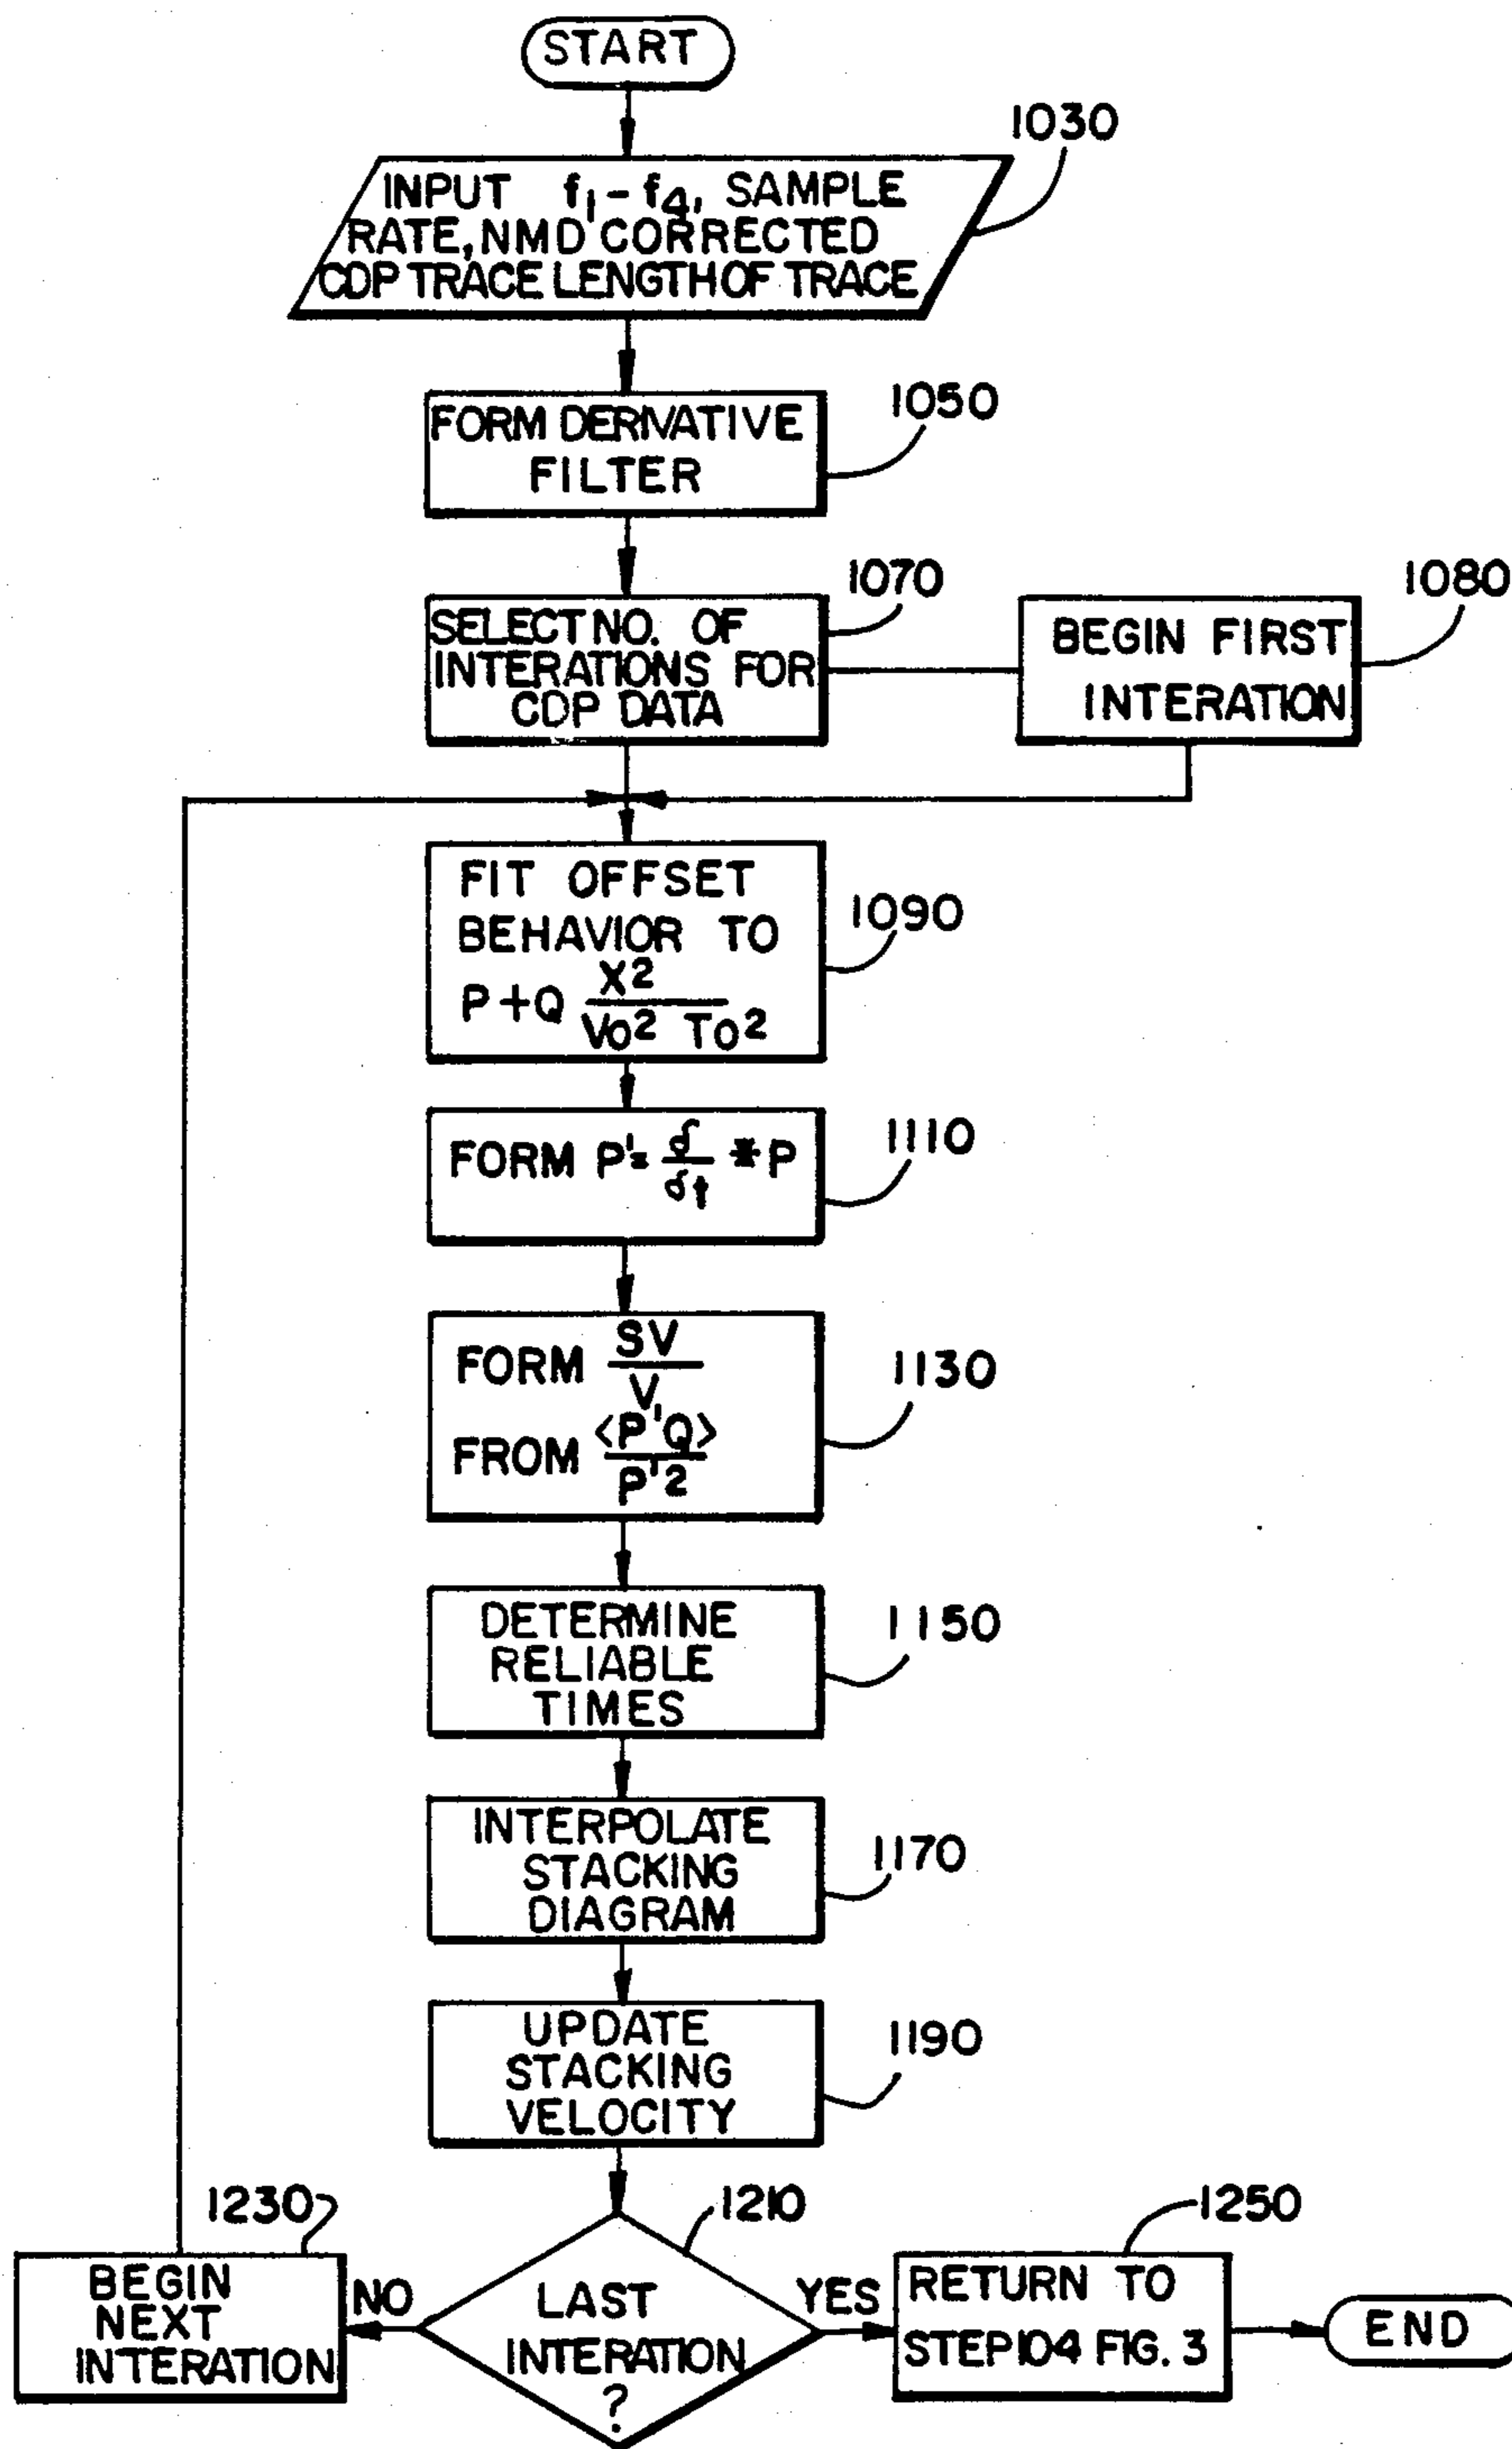 START
1030
INPUT f1-f4, SAMPLE
RATE, NMD CORRECTED
CDP TRACE LENGTH OF TRACE
FORM DERIVATIVE
FILTER
1050
SELECT NO. OF
INTERATIONS FOR
CDP DATA
1070
BEGIN FIRST
INTERATION
1080
FIT OFFSET
BEHAVIOR TO
P+Q X2
Vo2 To2
1090
FORM P'= δ/δt * P
1110
FORM SV
V
FROM <P'Q>
P'2
1130
DETERMINE
RELIABLE
TIMES
1150
INTERPOLATE
STACKING
DIAGRAM
1170
UPDATE
STACKING
VELOCITY
1190
1230
BEGIN
NEXT
INTERATION
NO
1210
LAST
INTERATION
?
YES
1250
RETURN TO
STEP 104 FIG. 3
END